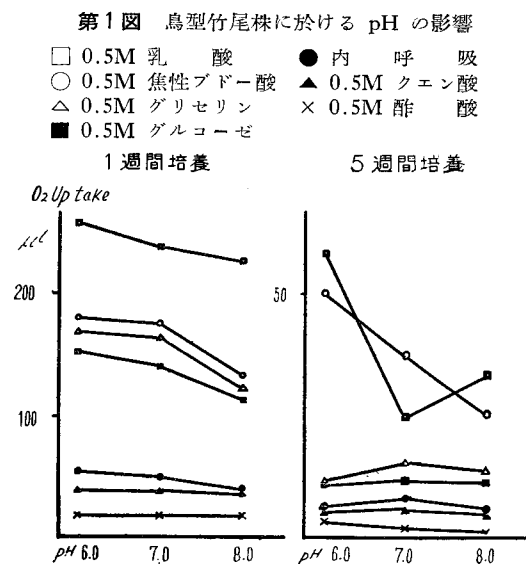 第1図 鳥型竹尾株に於ける pH の影響
□ 0.5M 乳酸
● 内呼吸
○ 0.5M 焦性ブドー酸
▲ 0.5M クエン酸
△ 0.5M グリセリン
× 0.5M 酢酸
■ 0.5M グルコーゼ
1週間培養
5週間培養
O₂ Up take
μl
200
100
pH 6.0 7.0 8.0
50
pH 6.0 7.0 8.0